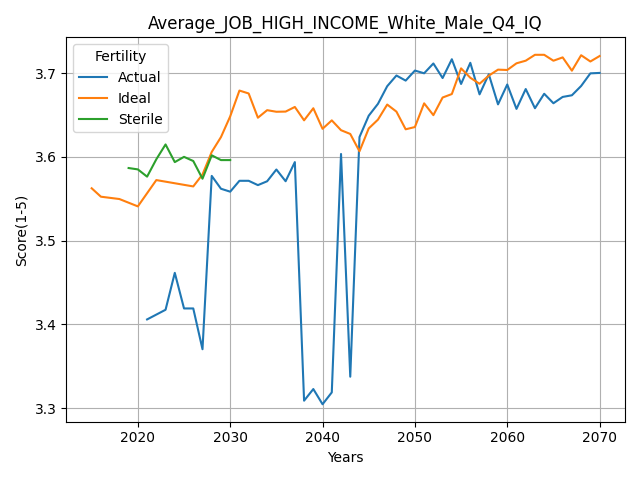 Average_JOB_HIGH_INCOME_White_Male_Q4_IQ
Fertility
Actual
Ideal
Sterile
Score(1-5)
3.7
3.6
3.5
3.4
3.3
2020 2030 2040 2050 2060 2070
Years